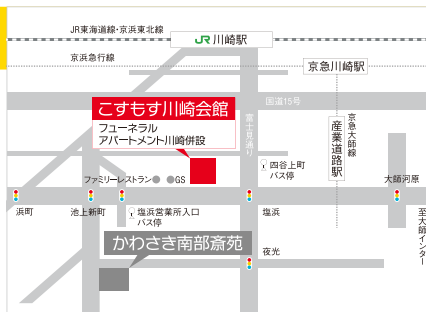 JR東海道線・京浜東北線
JR 川崎駅
京浜急行線
京急川崎駅
こすもす川崎会館
フューネラル
アパートメント川崎併設
国道15号
富士見通り
産業道路駅
京急大師線
四谷上町
バス停
ファミリーレストラン
GS
大師河原
浜町
池上新町
塩浜営業所入口
バス停
塩浜
至大師インター
かわさき南部斎苑
夜光